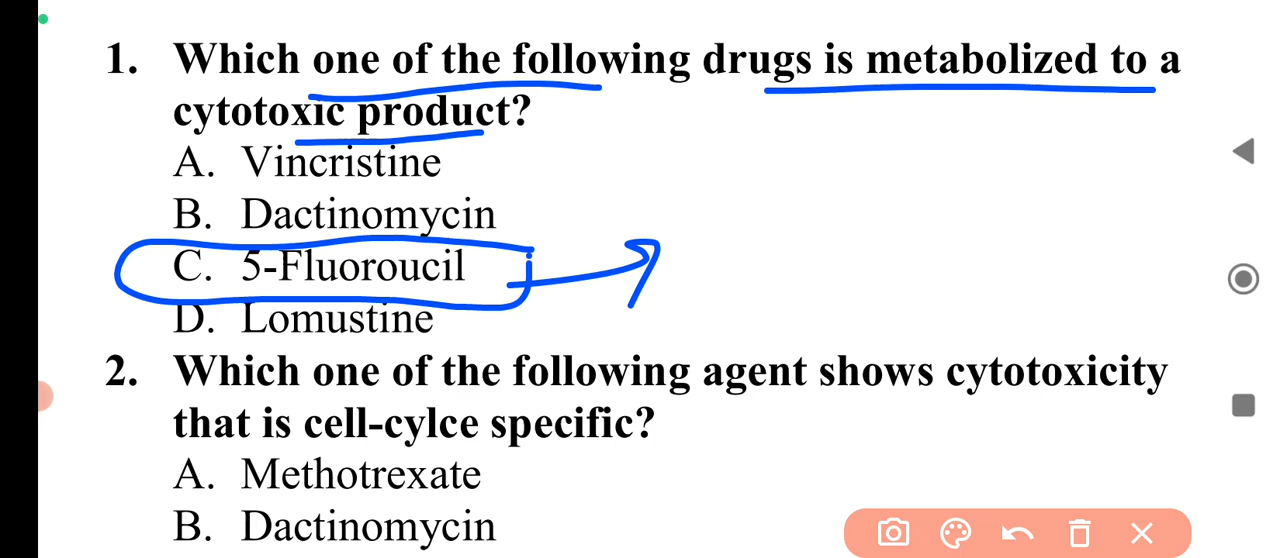 1. Which one of the following drugs is metabolized to a
cytotoxic product?
A. Vincristine
B. Dactinomycin
C. 5-Fluoroucil
D. Lomustine
2. Which one of the following agent shows cytotoxicity
that is cell-cylce specific?
A. Methotrexate
B. Dactinomycin